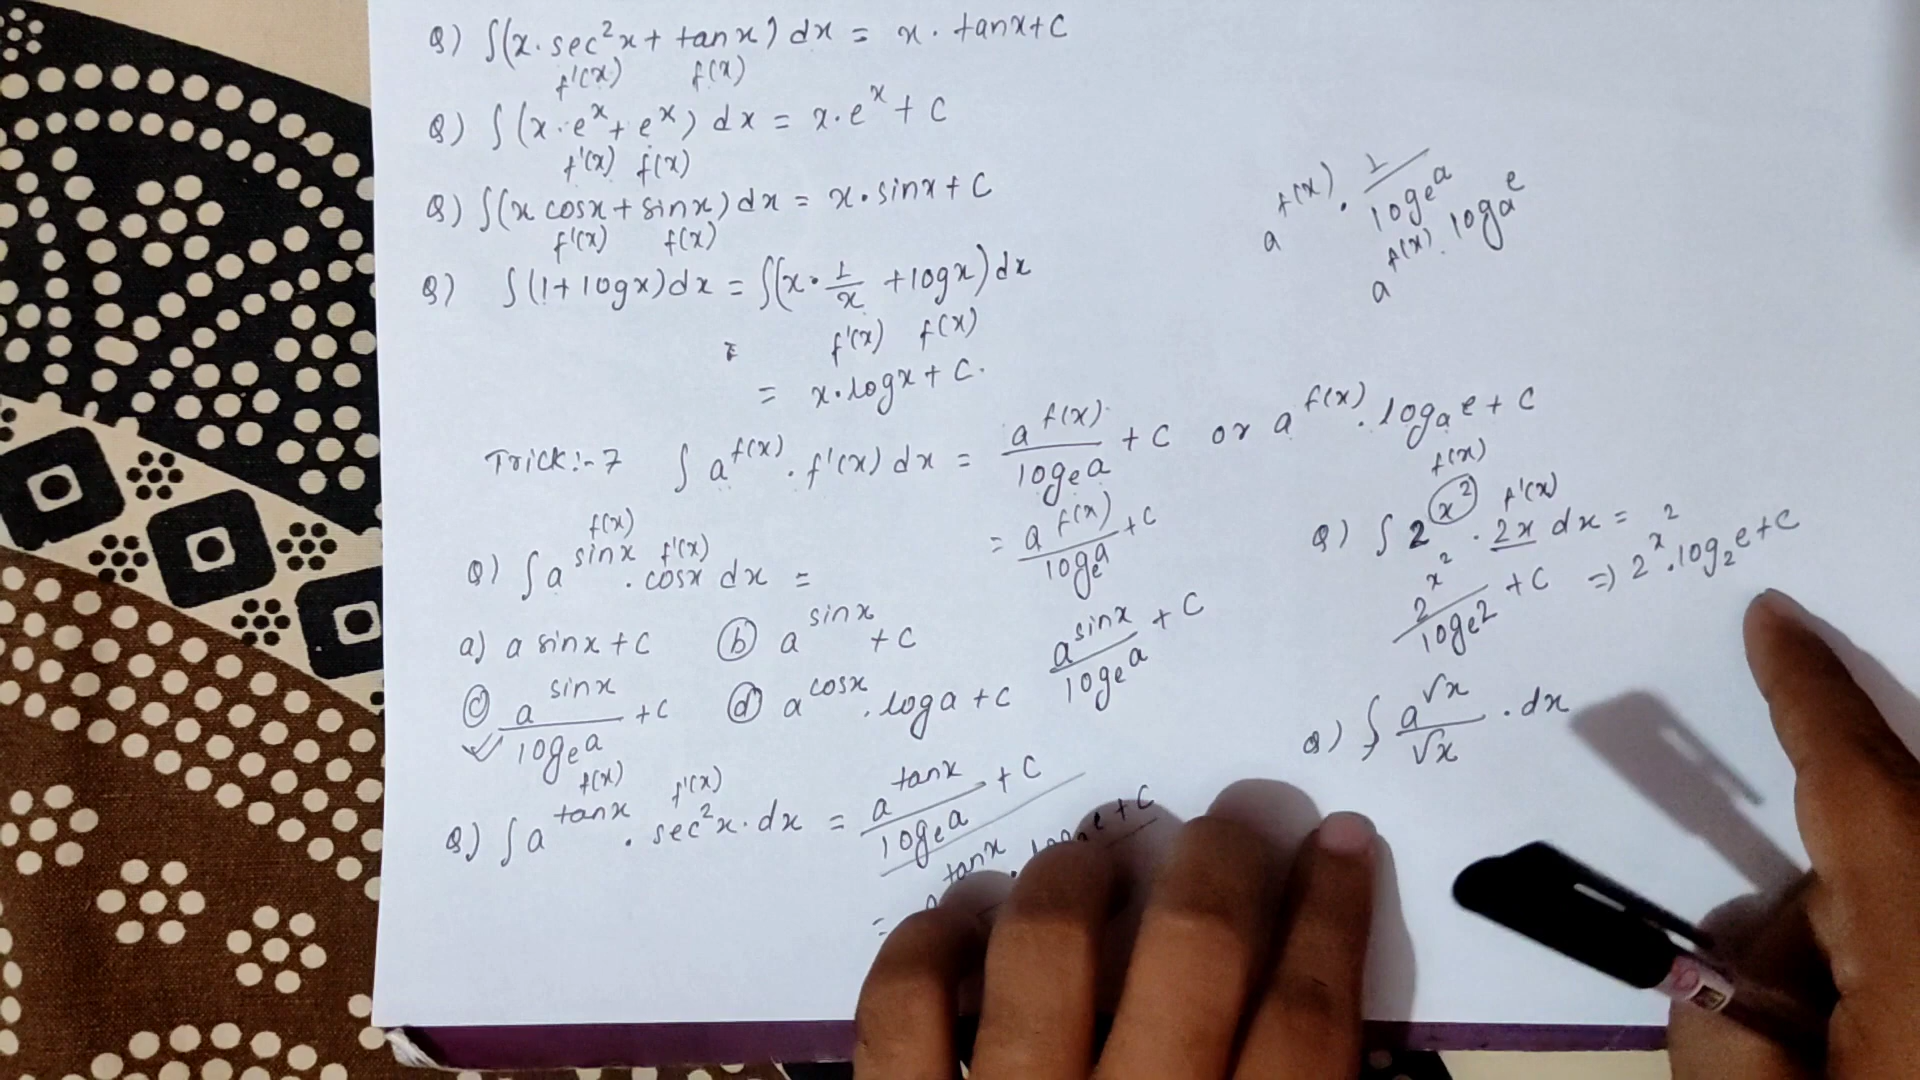 Q) ∫(x·sec²x + tanx) dx = x·tanx + C
f'(x) f(x)
Q) ∫(x·eˣ + eˣ) dx = x·eˣ + C
f'(x) f(x)
Q) ∫(x cosx + sinx) dx = x·sinx + C
f'(x) f(x)
Q) ∫(1 + logx) dx = ∫(x·1/x + logx) dx
f'(x) f(x)
= x·logx + C.
a^f(x) · 1/logₑa
a^f(x) · logₐe
Trick:-7 ∫a^f(x) · f'(x) dx = a^f(x)/logₑa + C or a^f(x) · logₐe + C
= a^f(x)/logₑa + C
f(x)
Q) ∫a^sinx · cosx dx =
f'(x)
a) a sinx + C (b) a^sinx + C
(c) a^sinx/logₑa + C (d) a^cosx · loga + C
✓
a^sinx/logₑa + C
f(x) f'(x)
Q) ∫a^tanx · sec²x · dx = a^tanx/logₑa + C
= a^tanx · e + C
f(x)
f'(x)
Q) ∫2^x² · 2x dx =
2^x²/logₑ2 + C ⇒ 2^x² · log₂e + C
Q) ∫a^√x/√x · dx